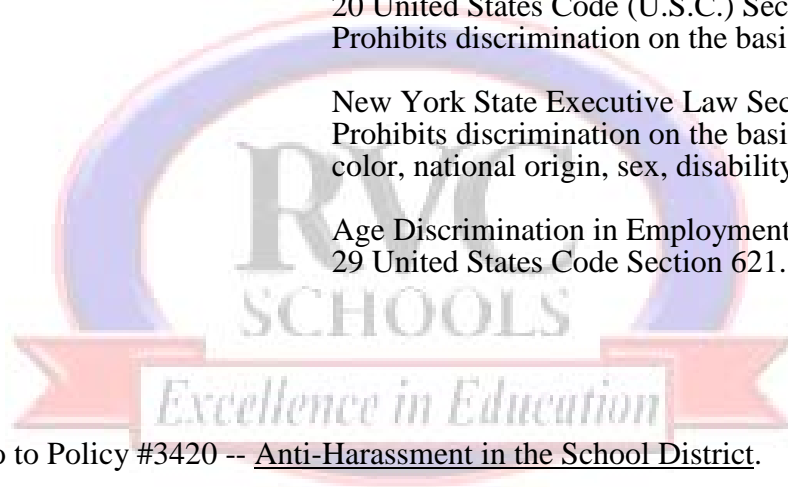 20 United States Code (U.S.C.) Sec
Prohibits discrimination on the basi
New York State Executive Law Sec
Prohibits discrimination on the basi
color, national origin, sex, disability
Age Discrimination in Employment
29 United States Code Section 621.
RVC
SCHOOLS
Excellence in Education
o to Policy #3420 -- Anti-Harassment in the School District.